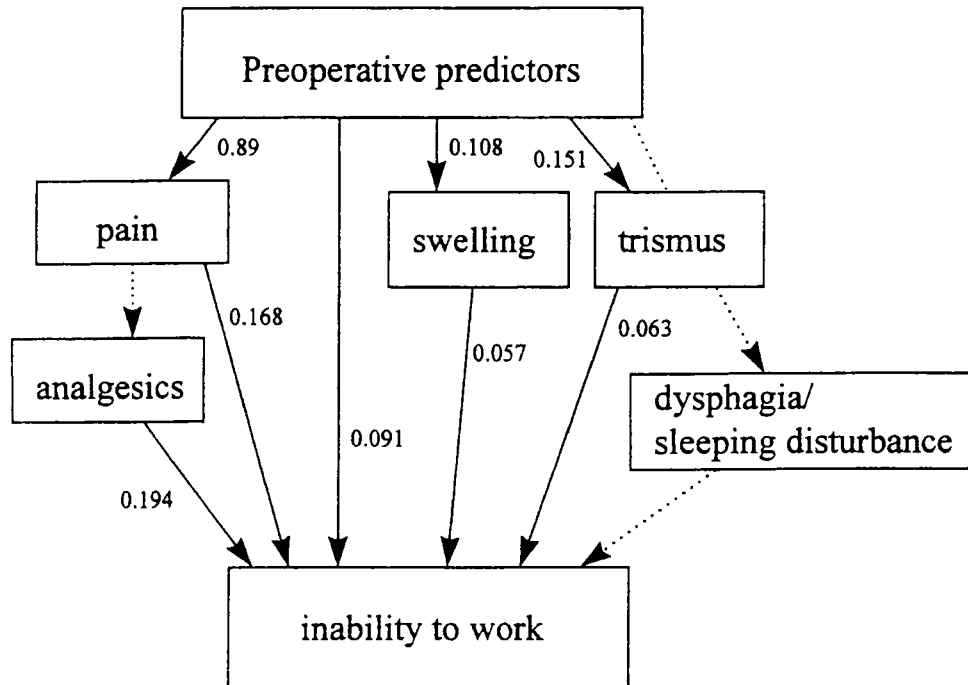 Preoperative predictors
0.89
0.108
0.151
pain
swelling
trismus
0.168
0.057
0.063
analgesics
dysphagia/
sleeping disturbance
0.091
0.194
inability to work